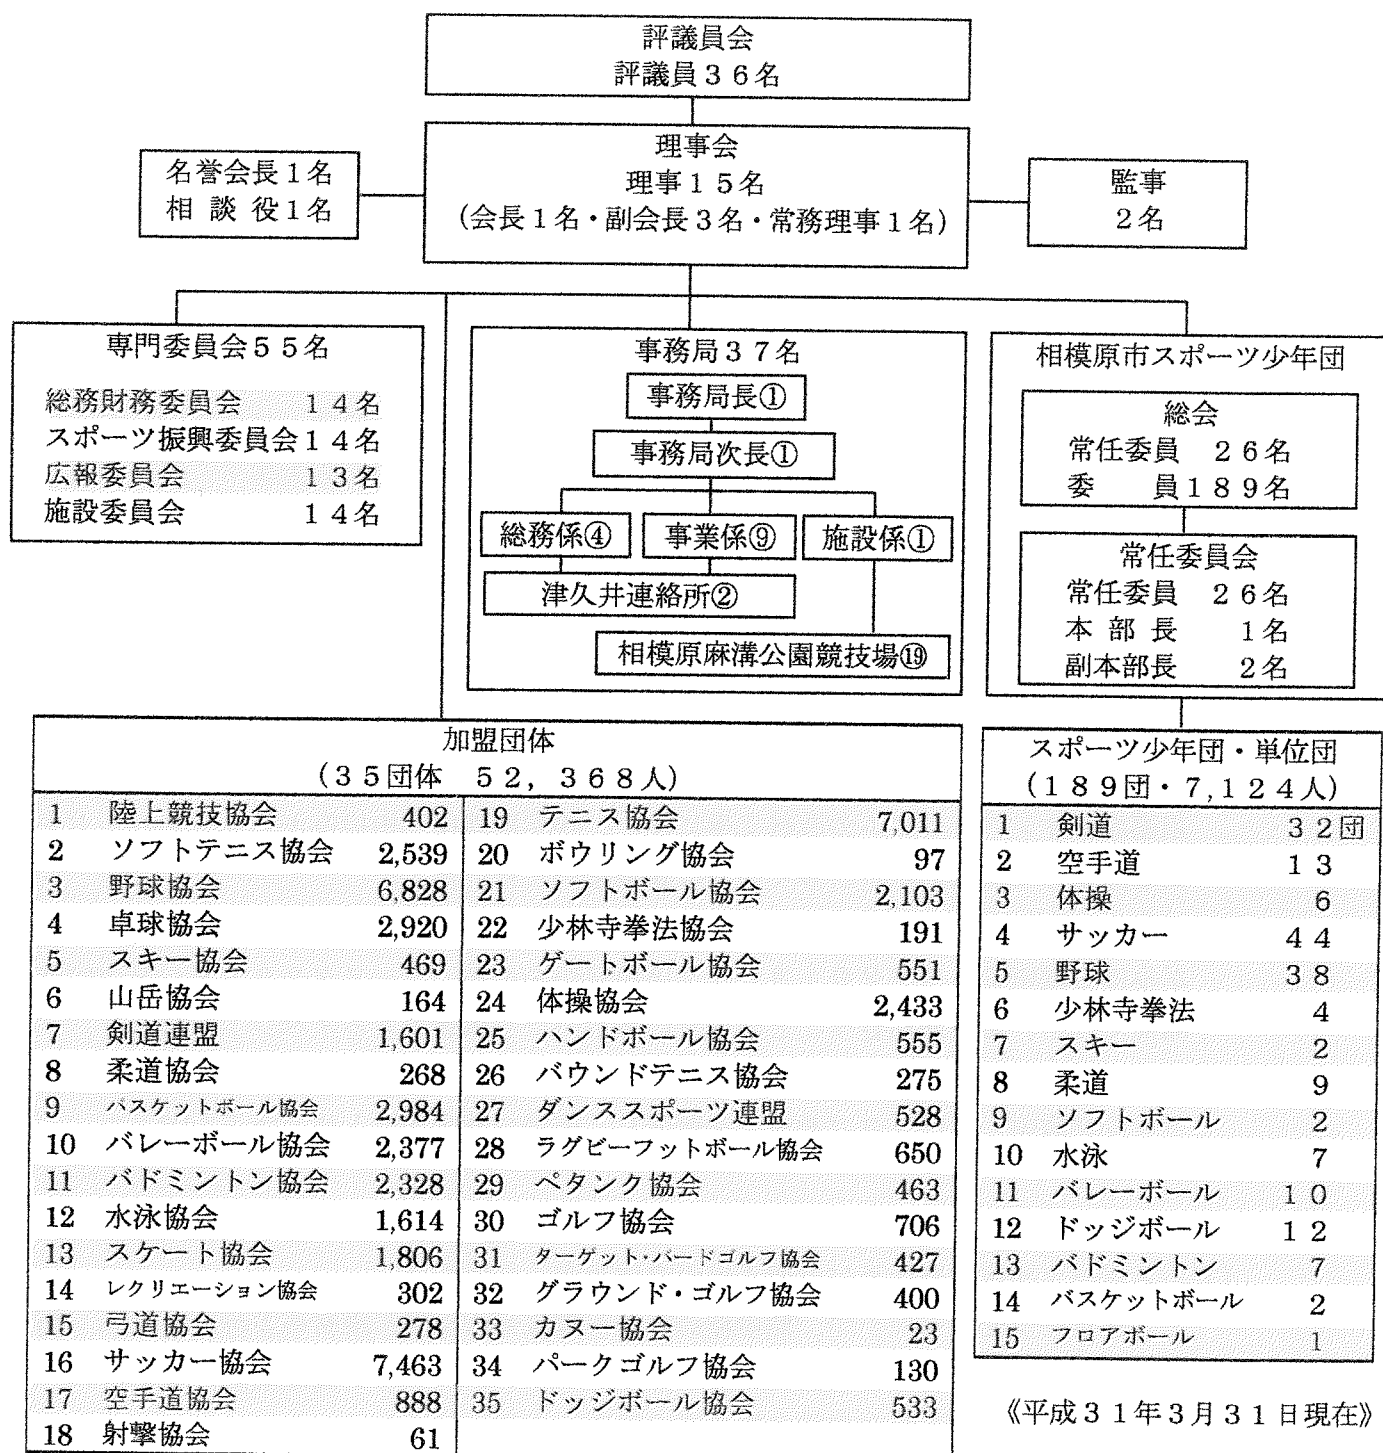 評議員会
評議員36名
理事会
理事15名
(会長1名・副会長3名・常務理事1名)
名誉会長1名
相談役1名
監事
2名
専門委員会55名
総務財務委員会 14名
スポーツ振興委員会14名
広報委員会 13名
施設委員会 14名
事務局37名
事務局長①
事務局次長①
総務係④
事業係⑨
施設係①
津久井連絡所②
相模原麻溝公園競技場⑲
相模原市スポーツ少年団
総会
常任委員 26名
委員189名
常任委員会
常任委員 26名
本部長 1名
副本部長 2名
加盟団体
(35団体 52,368人)
1 陸上競技協会 402
2 ソフトテニス協会 2,539
3 野球協会 6,828
4 卓球協会 2,920
5 スキー協会 469
6 山岳協会 164
7 剣道連盟 1,601
8 柔道協会 268
9 バスケットボール協会 2,984
10 バレーボール協会 2,377
11 バドミントン協会 2,328
12 水泳協会 1,614
13 スケート協会 1,806
14 レクリエーション協会 302
15 弓道協会 278
16 サッカー協会 7,463
17 空手道協会 888
18 射撃協会 61
19 テニス協会 7,011
20 ボウリング協会 97
21 ソフトボール協会 2,103
22 少林寺拳法協会 191
23 ゲートボール協会 551
24 体操協会 2,433
25 ハンドボール協会 555
26 バウンドテニス協会 275
27 ダンススポーツ連盟 528
28 ラグビーフットボール協会 650
29 ペタンク協会 463
30 ゴルフ協会 706
31 ターゲット・バードゴルフ協会 427
32 グラウンド・ゴルフ協会 400
33 カヌー協会 23
34 パークゴルフ協会 130
35 ドッジボール協会 533
スポーツ少年団・単位団
(189団・7,124人)
1 剣道 32団
2 空手道 13
3 体操 6
4 サッカー 44
5 野球 38
6 少林寺拳法 4
7 スキー 2
8 柔道 9
9 ソフトボール 2
10 水泳 7
11 バレーボール 10
12 ドッジボール 12
13 バドミントン 7
14 バスケットボール 2
15 フロアボール 1
《平成31年3月31日現在》